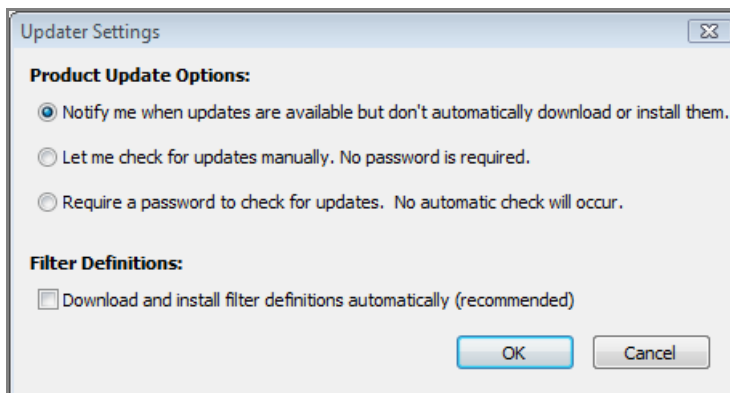 Updater Settings
Product Update Options:
Notify me when updates are available but don't automatically download or install them.
Let me check for updates manually. No password is required.
Require a password to check for updates.  No automatic check will occur.
Filter Definitions:
Download and install filter definitions automatically (recommended)
OK
Cancel